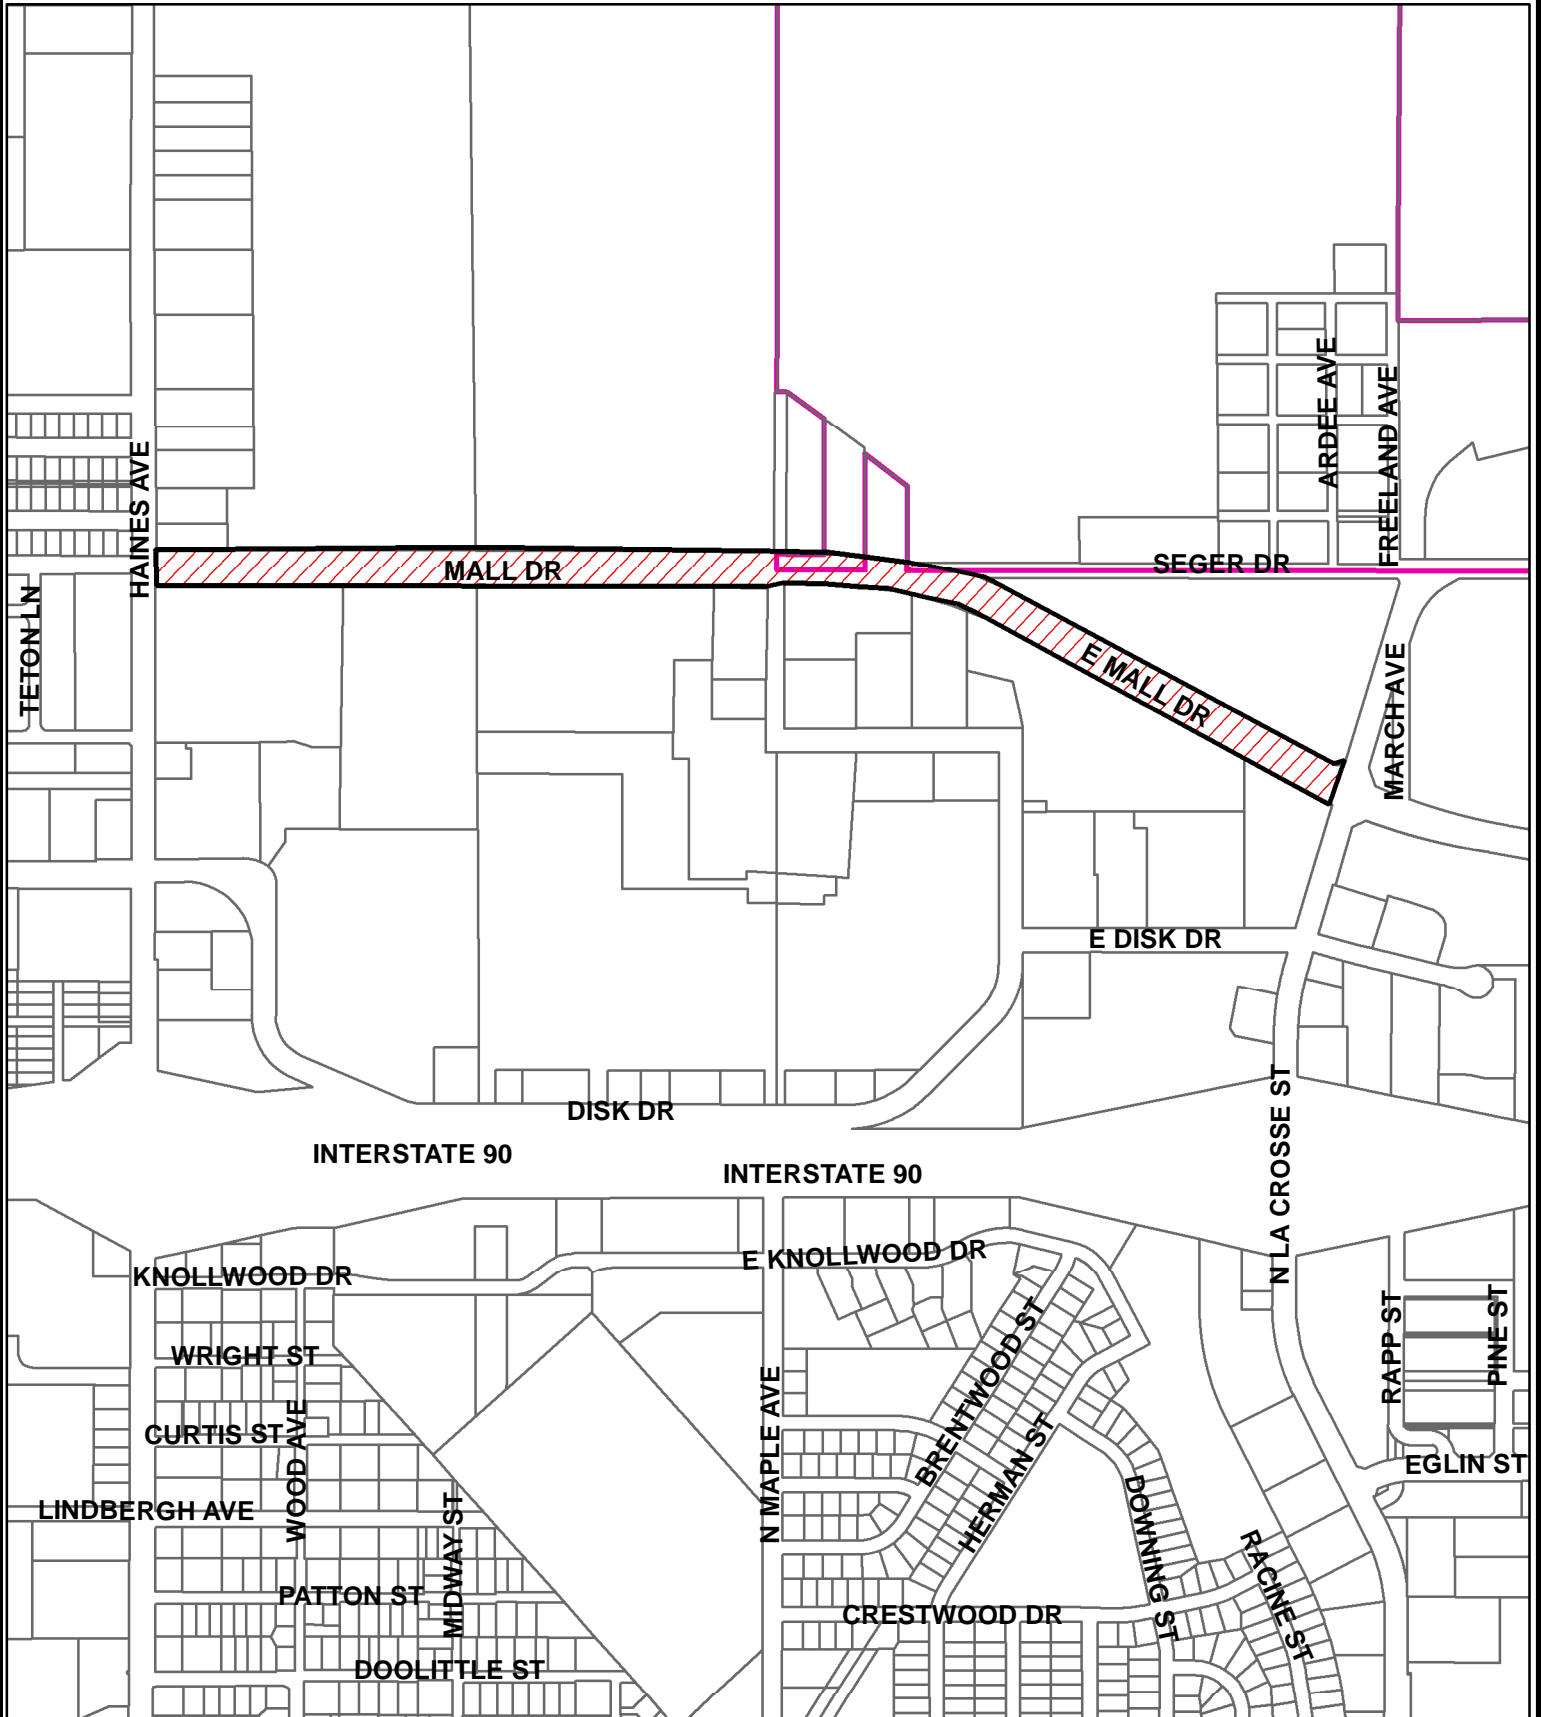 ARDEE AVE
FREELAND AVE
HAINES AVE
SEGER DR
MALL DR
TETON LN
E MALL DR
MARCH AVE
E DISK DR
DISK DR
INTERSTATE 90
INTERSTATE 90
N LA CROSSE ST
E KNOLLWOOD DR
KNOLLWOOD DR
RAPP ST
PINE ST
WRIGHT ST
BRENTWOOD ST
N MAPLE AVE
CURTIS ST
WOOD AVE
HERMAN ST
EGLIN ST
LINDBERGH AVE
MIDWAY ST
DOWNING ST
RACINE ST
PATTON ST
CRESTWOOD DR
DOOLITTLE ST